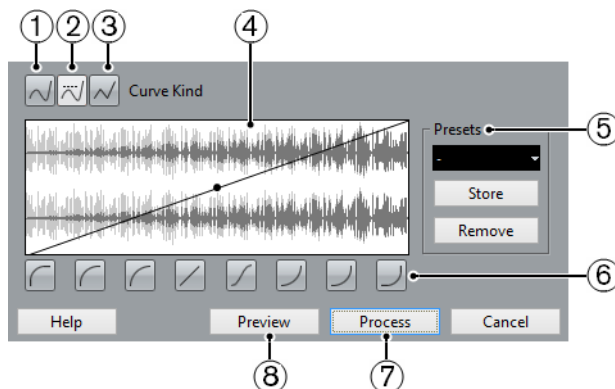 ① ② ③ ④
Curve Kind
Presets ⑤
-
Store
Remove
⑥
Help Preview Process Cancel
⑧ ⑦